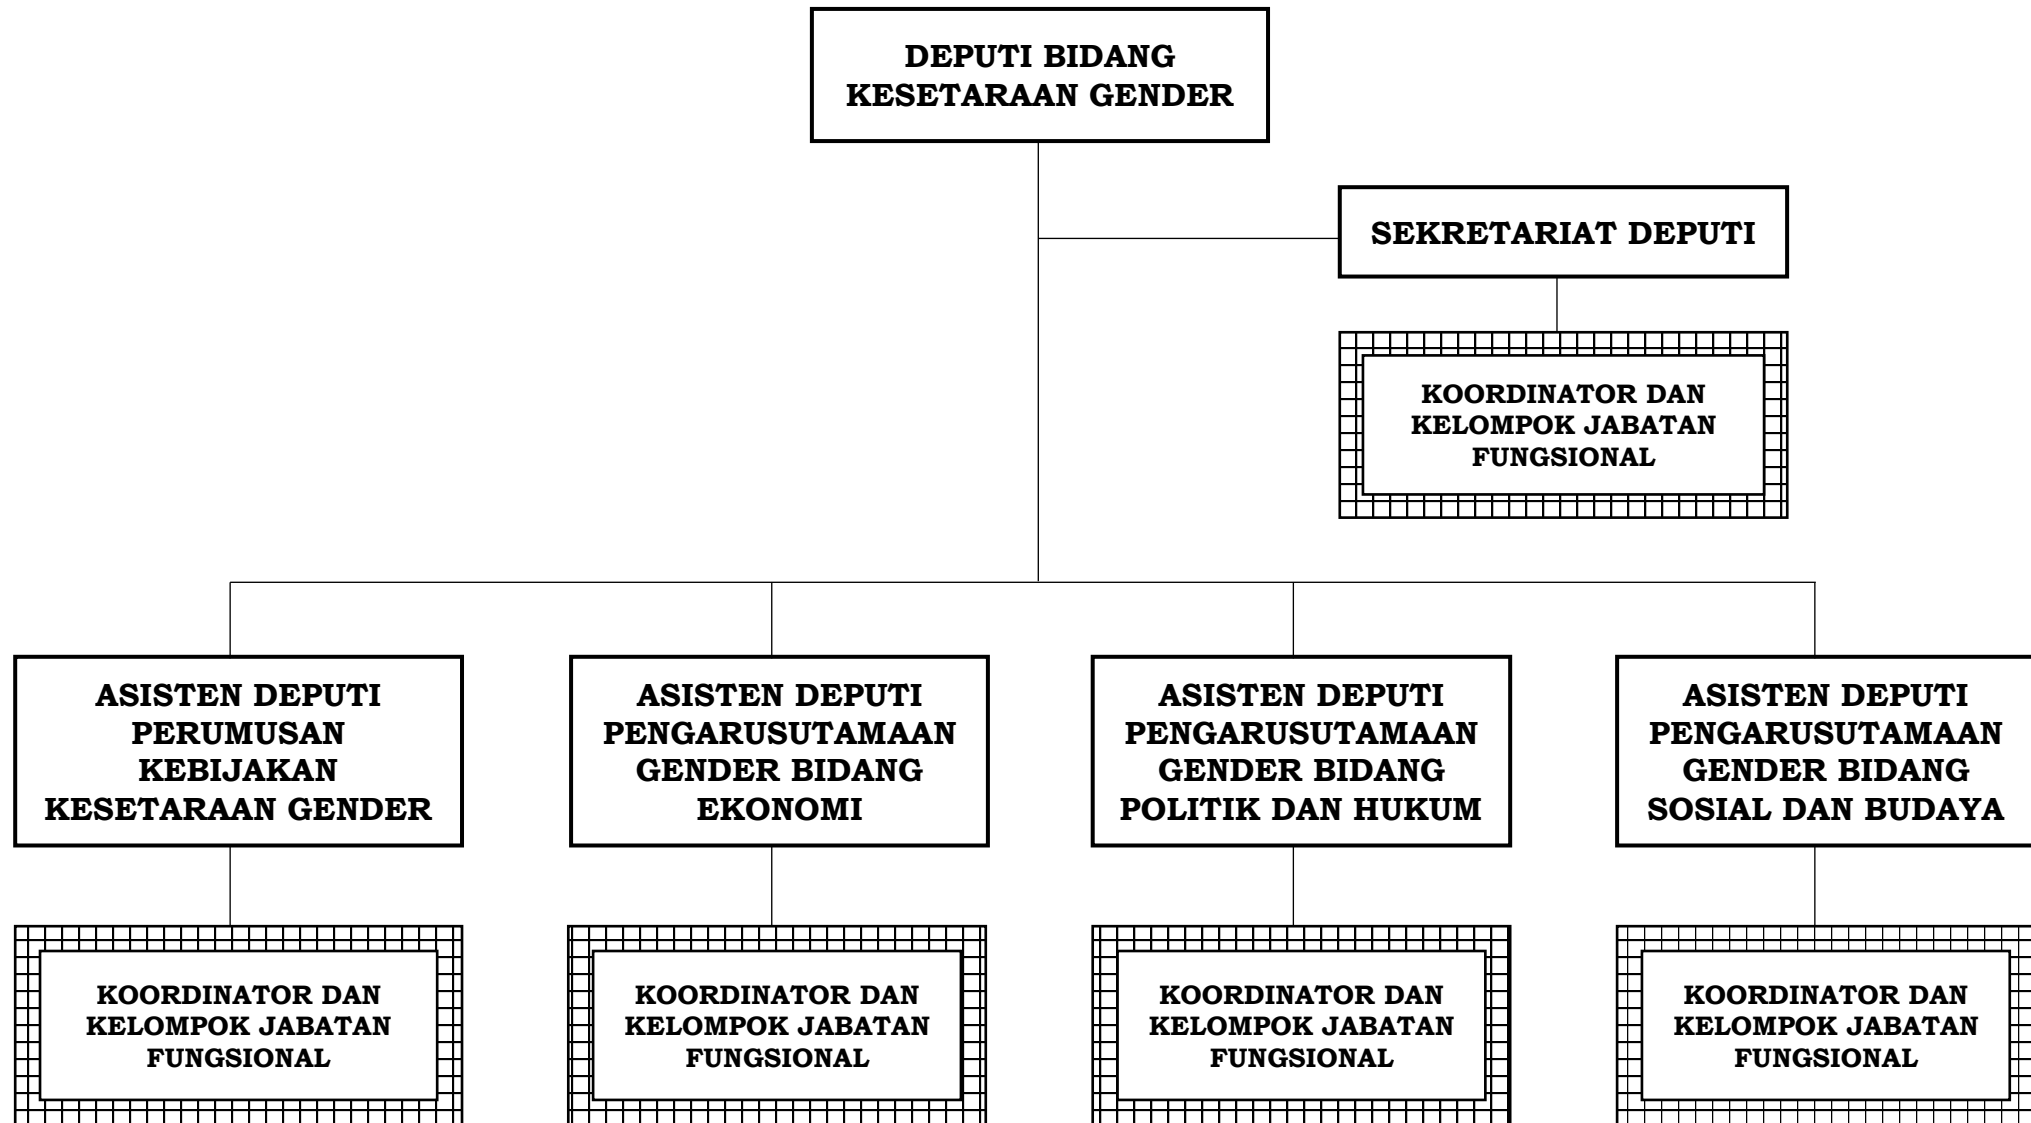 DEPUTI BIDANG
KESETARAAN GENDER
SEKRETARIAT DEPUTI
KOORDINATOR DAN
KELOMPOK JABATAN
FUNGSIONAL
ASISTEN DEPUTI
PERUMUSAN
KEBIJAKAN
KESETARAAN GENDER
ASISTEN DEPUTI
PENGARUSUTAMAAN
GENDER BIDANG
EKONOMI
ASISTEN DEPUTI
PENGARUSUTAMAAN
GENDER BIDANG
POLITIK DAN HUKUM
ASISTEN DEPUTI
PENGARUSUTAMAAN
GENDER BIDANG
SOSIAL DAN BUDAYA
KOORDINATOR DAN
KELOMPOK JABATAN
FUNGSIONAL
KOORDINATOR DAN
KELOMPOK JABATAN
FUNGSIONAL
KOORDINATOR DAN
KELOMPOK JABATAN
FUNGSIONAL
KOORDINATOR DAN
KELOMPOK JABATAN
FUNGSIONAL